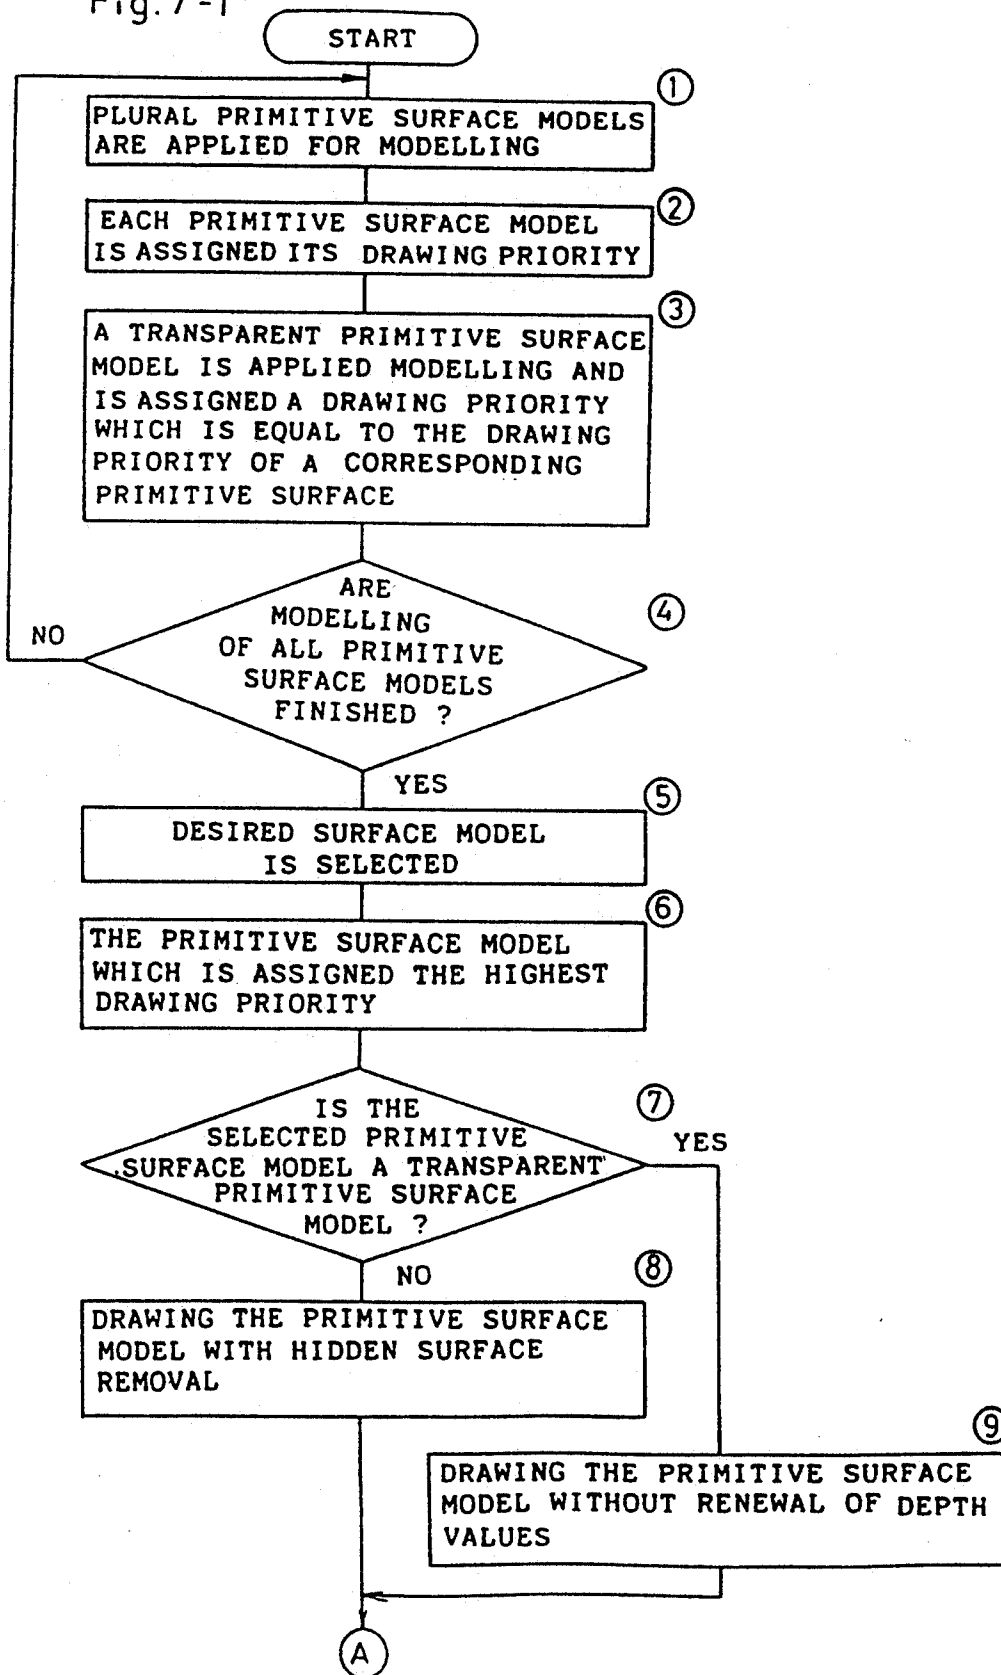 Fig. 7-1
START
①
PLURAL PRIMITIVE SURFACE MODELS
ARE APPLIED FOR MODELLING
②
EACH PRIMITIVE SURFACE MODEL
IS ASSIGNED ITS DRAWING PRIORITY
③
A TRANSPARENT PRIMITIVE SURFACE
MODEL IS APPLIED MODELLING AND
IS ASSIGNED A DRAWING PRIORITY
WHICH IS EQUAL TO THE DRAWING
PRIORITY OF A CORRESPONDING
PRIMITIVE SURFACE
④
ARE
MODELLING
OF ALL PRIMITIVE
SURFACE MODELS
FINISHED ?
NO
YES
⑤
DESIRED SURFACE MODEL
IS SELECTED
⑥
THE PRIMITIVE SURFACE MODEL
WHICH IS ASSIGNED THE HIGHEST
DRAWING PRIORITY
⑦
IS THE
SELECTED PRIMITIVE
SURFACE MODEL A TRANSPARENT
PRIMITIVE SURFACE
MODEL ?
YES
NO
⑧
DRAWING THE PRIMITIVE SURFACE
MODEL WITH HIDDEN SURFACE
REMOVAL
⑨
DRAWING THE PRIMITIVE SURFACE
MODEL WITHOUT RENEWAL OF DEPTH
VALUES
A